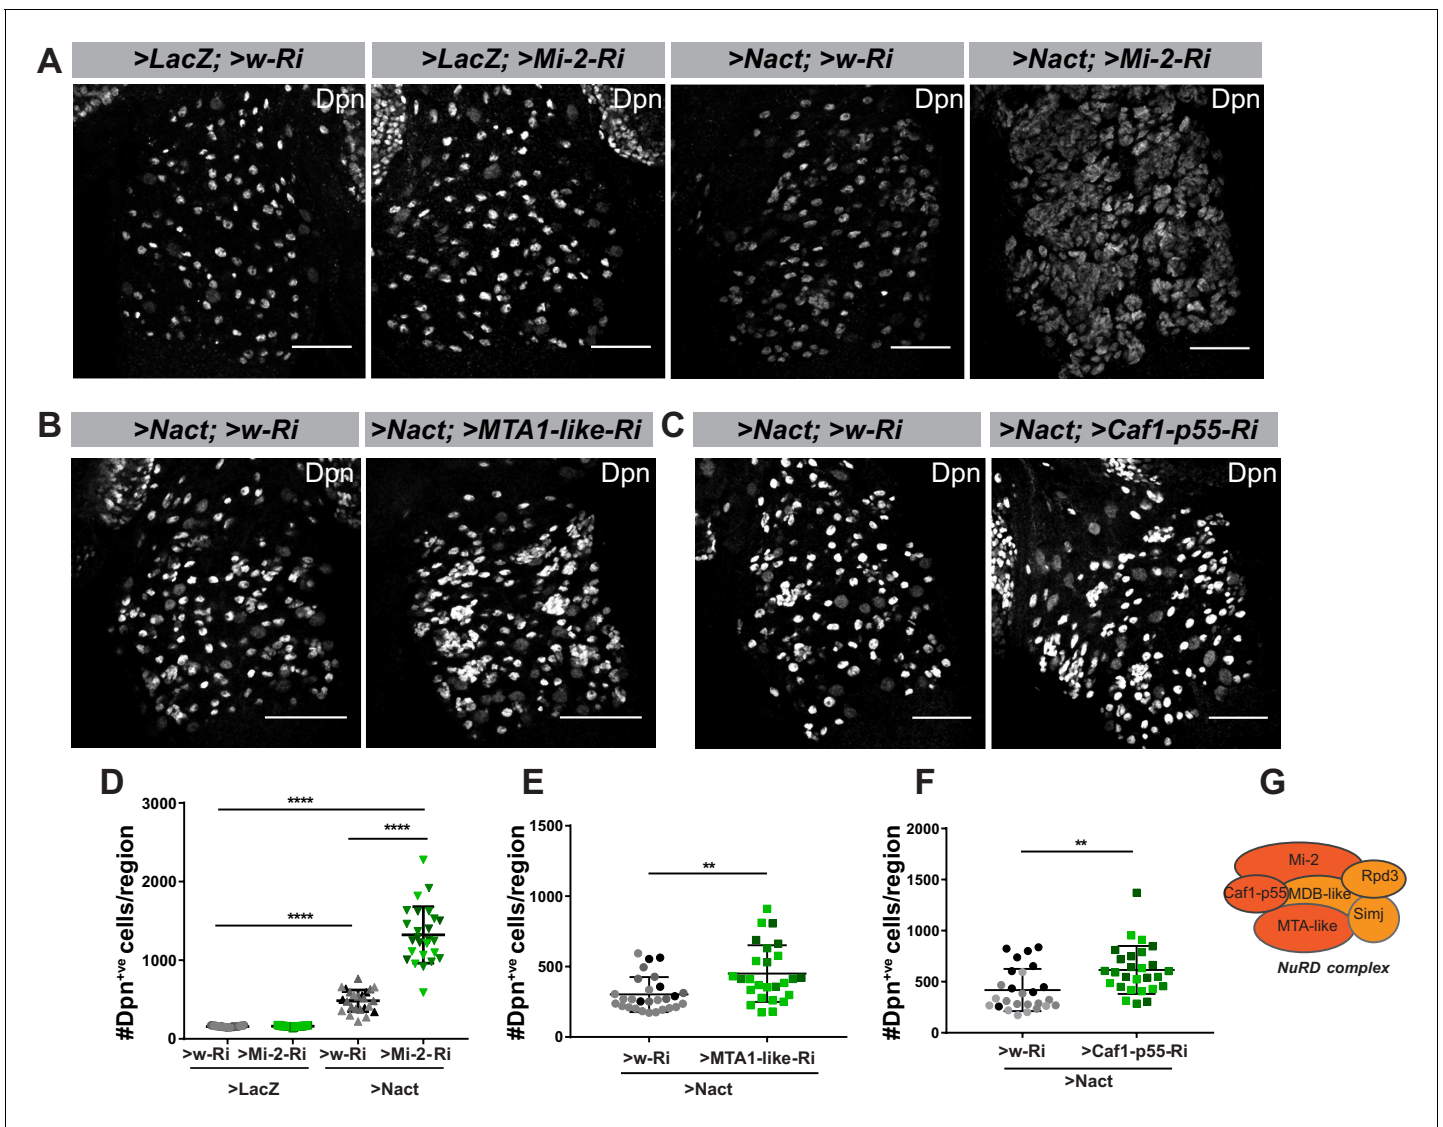 A
>LacZ; >w-Ri
>LacZ; >Mi-2-Ri
>Nact; >w-Ri
>Nact; >Mi-2-Ri
Dpn
Dpn
Dpn
Dpn
B
>Nact; >w-Ri
>Nact; >MTA1-like-Ri
C
>Nact; >w-Ri
>Nact; >Caf1-p55-Ri
Dpn
Dpn
Dpn
Dpn
D
#Dpn+ve cells/region
3000
2000
1000
0
****
****
****
>w-Ri
>Mi-2-Ri
>w-Ri
>Mi-2-Ri
>LacZ
>Nact
E
#Dpn+ve cells/region
1500
1000
500
0
**
>w-Ri
>MTA1-like-Ri
>Nact
F
#Dpn+ve cells/region
2000
1500
1000
500
0
**
>w-Ri
>Caf1-p55-Ri
>Nact
G
Mi-2
Rpd3
Caf1-p55
MDB-like
Simj
MTA-like
NuRD complex